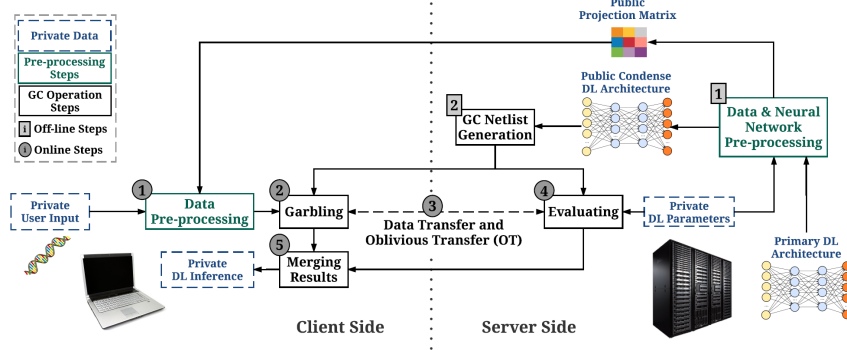 Public
Projection Matrix
Private Data
Pre-processing
Steps
GC Operation
Steps
i Off-line Steps
i Online Steps
Public Condense
DL Architecture
1
Data & Neural
Network
Pre-processing
2
GC Netlist
Generation
Private
User Input
1
Data
Pre-processing
2
Garbling
3
Data Transfer and
Oblivious Transfer (OT)
4
Evaluating
Private
DL Parameters
5
Merging
Results
Private
DL Inference
Primary DL
Architecture
Client Side
Server Side